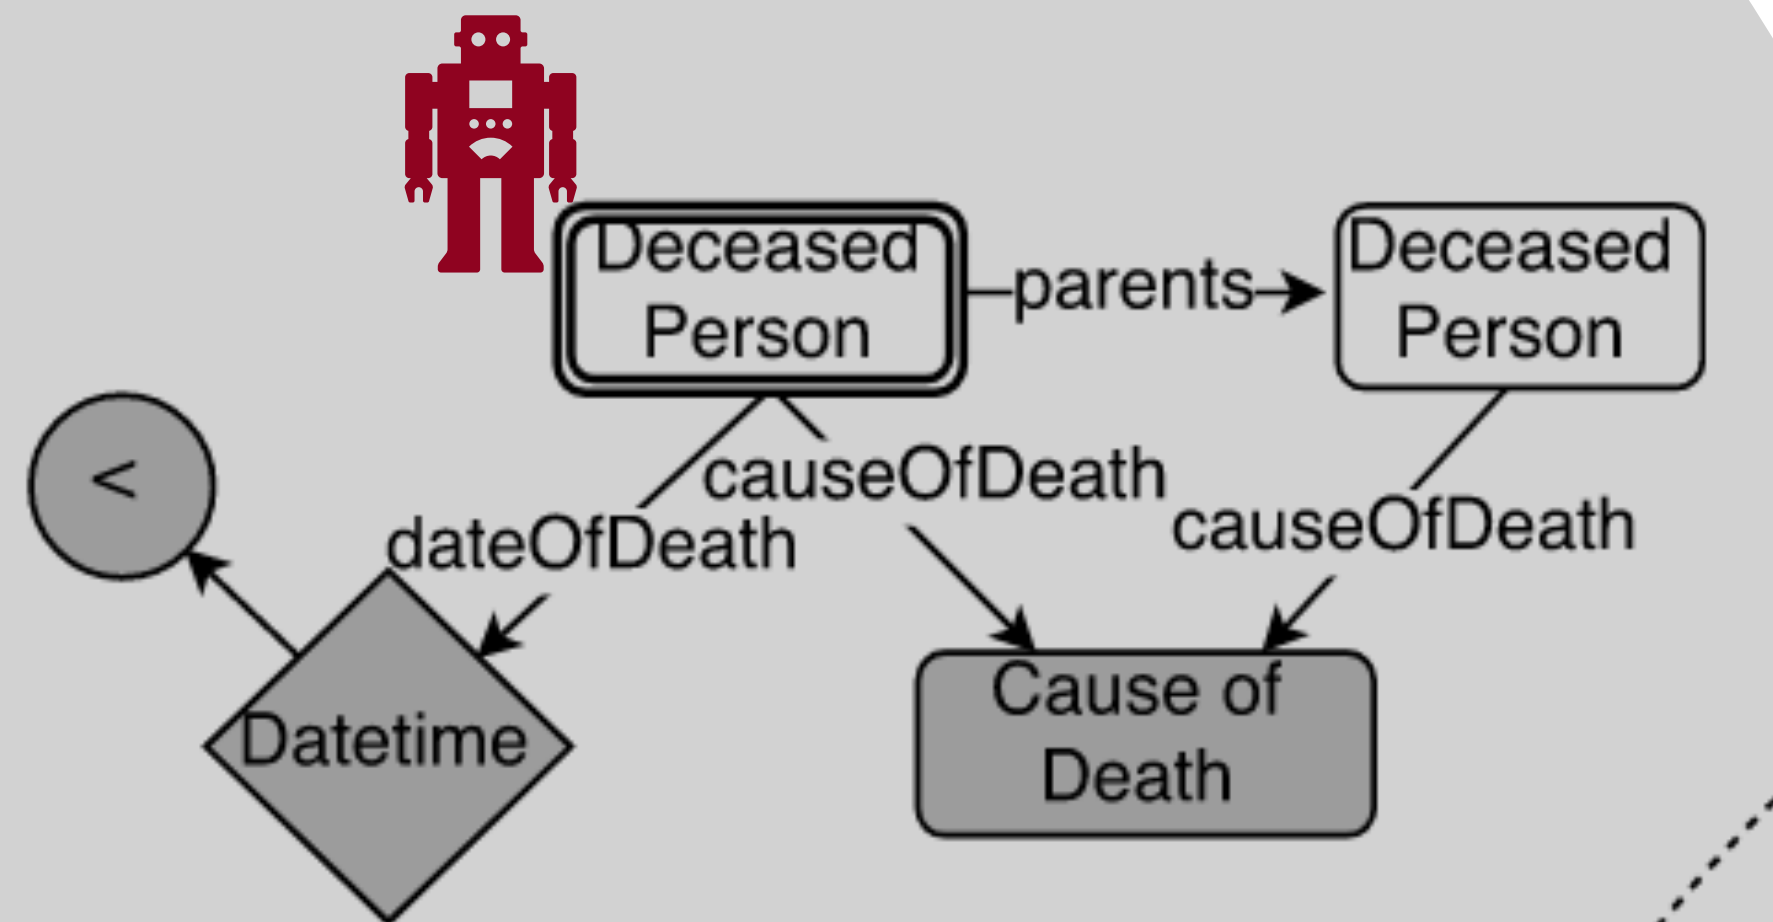 Deceased
Person
parents
Deceased
Person
<
causeOfDeath
causeOfDeath
dateOfDeath
Datetime
Cause of
Death